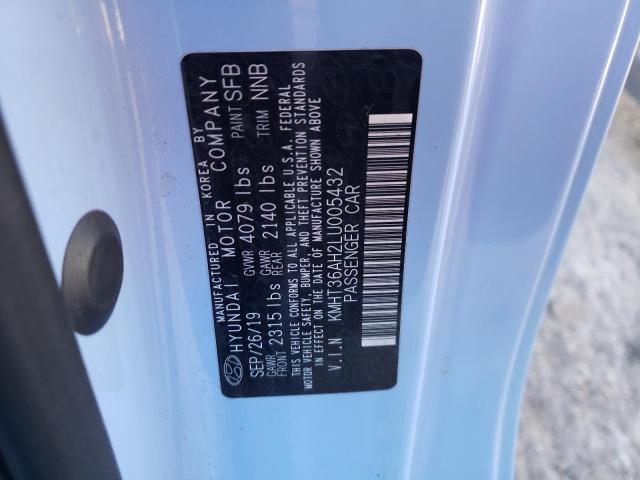 MANUFACTURED IN KOREA BY
HYUNDAI MOTOR COMPANY
SEP/26/19 GVWR 4079 lbs PAINT SFB
GAWR FRONT 2315 lbs GAWR REAR 2140 lbs TRIM NNB
THIS VEHICLE CONFORMS TO ALL APPLICABLE U.S.A. FEDERAL
MOTOR VEHICLE SAFETY, BUMPER, AND THEFT PREVENTION STANDARDS
IN EFFECT ON THE DATE OF MANUFACTURE SHOWN ABOVE.
V.I.N KMHT36AH2LU005432
PASSENGER CAR